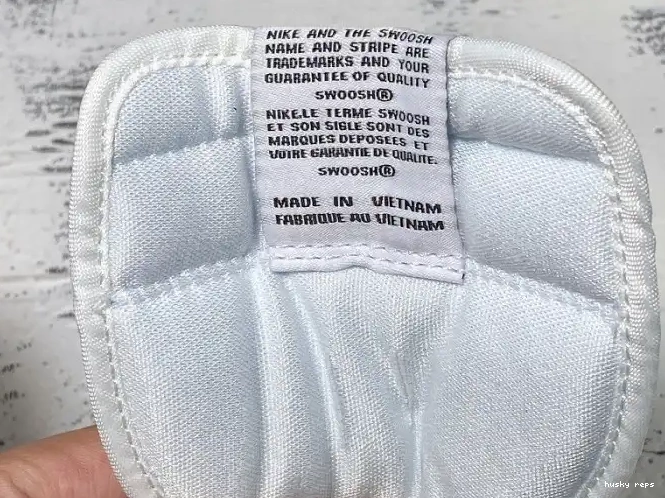 NIKE AND THE SWOOSH
NAME AND STRIPE ARE
TRADEMARKS AND YOUR
GUARANTEE OF QUALITY
SWOOSH®
NIKE.LE TERME SWOOSH
ET SON SIGLE SONT DES
MARQUES DEPOSEES ET
VOTRE GARANTIE DE QUALITE.
SWOOSH®
MADE IN VIETNAM
FABRIQUE AU VIETNAM
husky reps